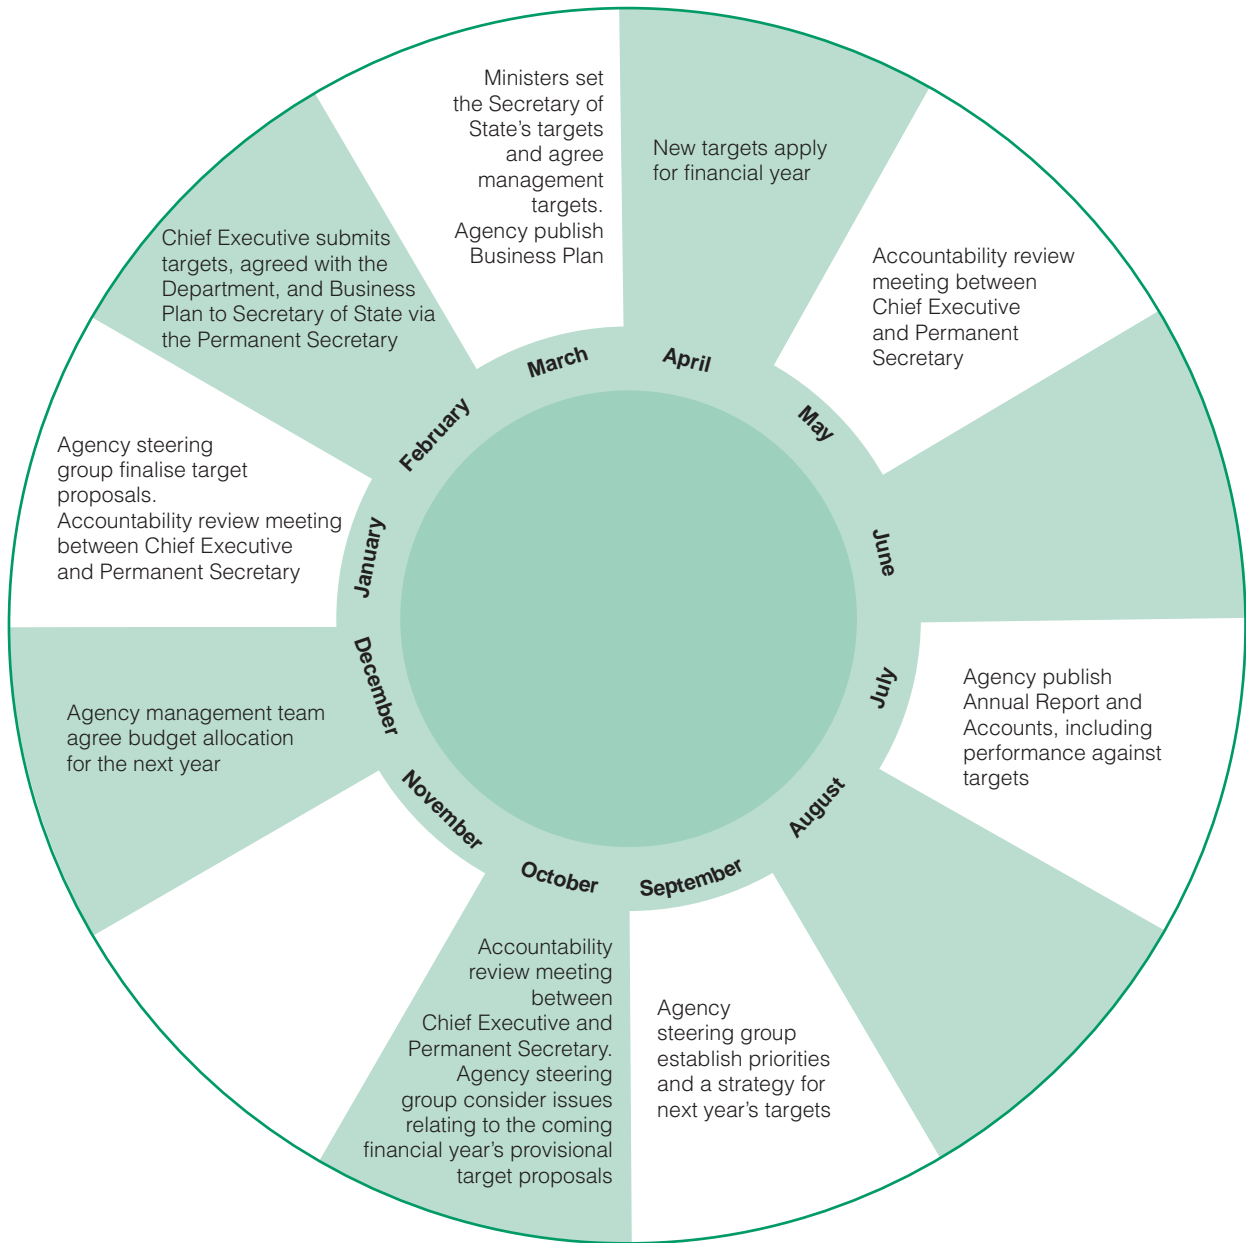 Ministers set
the Secretary of
State's targets
and agree
management
targets.
Agency publish
Business Plan
New targets apply
for financial year
Accountability review
meeting between
Chief Executive
and Permanent
Secretary
Agency publish
Annual Report and
Accounts, including
performance against
targets
Agency
steering group
establish priorities
and a strategy for
next year's targets
Accountability
review meeting
between
Chief Executive and
Permanent Secretary.
Agency steering
group consider issues
relating to the coming
financial year's provisional
target proposals
Agency management team
agree budget allocation
for the next year
Agency steering
group finalise target
proposals.
Accountability review meeting
between Chief Executive
and Permanent Secretary
Chief Executive submits
targets, agreed with the
Department, and Business
Plan to Secretary of State via
the Permanent Secretary
March
April
May
June
July
August
September
October
November
December
January
February